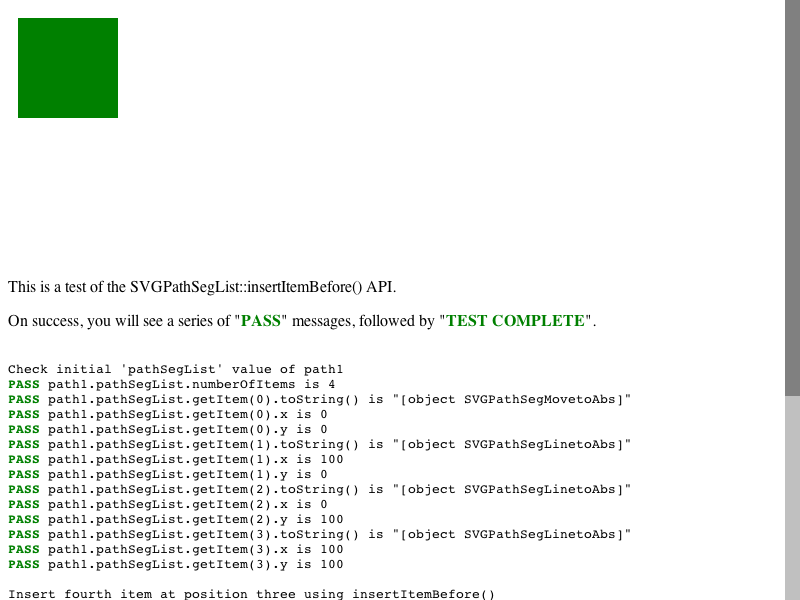 This is a test of the SVGPathSegList::insertItemBefore() API.
On success, you will see a series of "PASS" messages, followed by "TEST COMPLETE".
Check initial 'pathSegList' value of path1
PASS path1.pathSegList.numberOfItems is 4
PASS path1.pathSegList.getItem(0).toString() is "[object SVGPathSegMovetoAbs]"
PASS path1.pathSegList.getItem(0).x is 0
PASS path1.pathSegList.getItem(0).y is 0
PASS path1.pathSegList.getItem(1).toString() is "[object SVGPathSegLinetoAbs]"
PASS path1.pathSegList.getItem(1).x is 100
PASS path1.pathSegList.getItem(1).y is 0
PASS path1.pathSegList.getItem(2).toString() is "[object SVGPathSegLinetoAbs]"
PASS path1.pathSegList.getItem(2).x is 0
PASS path1.pathSegList.getItem(2).y is 100
PASS path1.pathSegList.getItem(3).toString() is "[object SVGPathSegLinetoAbs]"
PASS path1.pathSegList.getItem(3).x is 100
PASS path1.pathSegList.getItem(3).y is 100
Insert fourth item at position three using insertItemBefore()